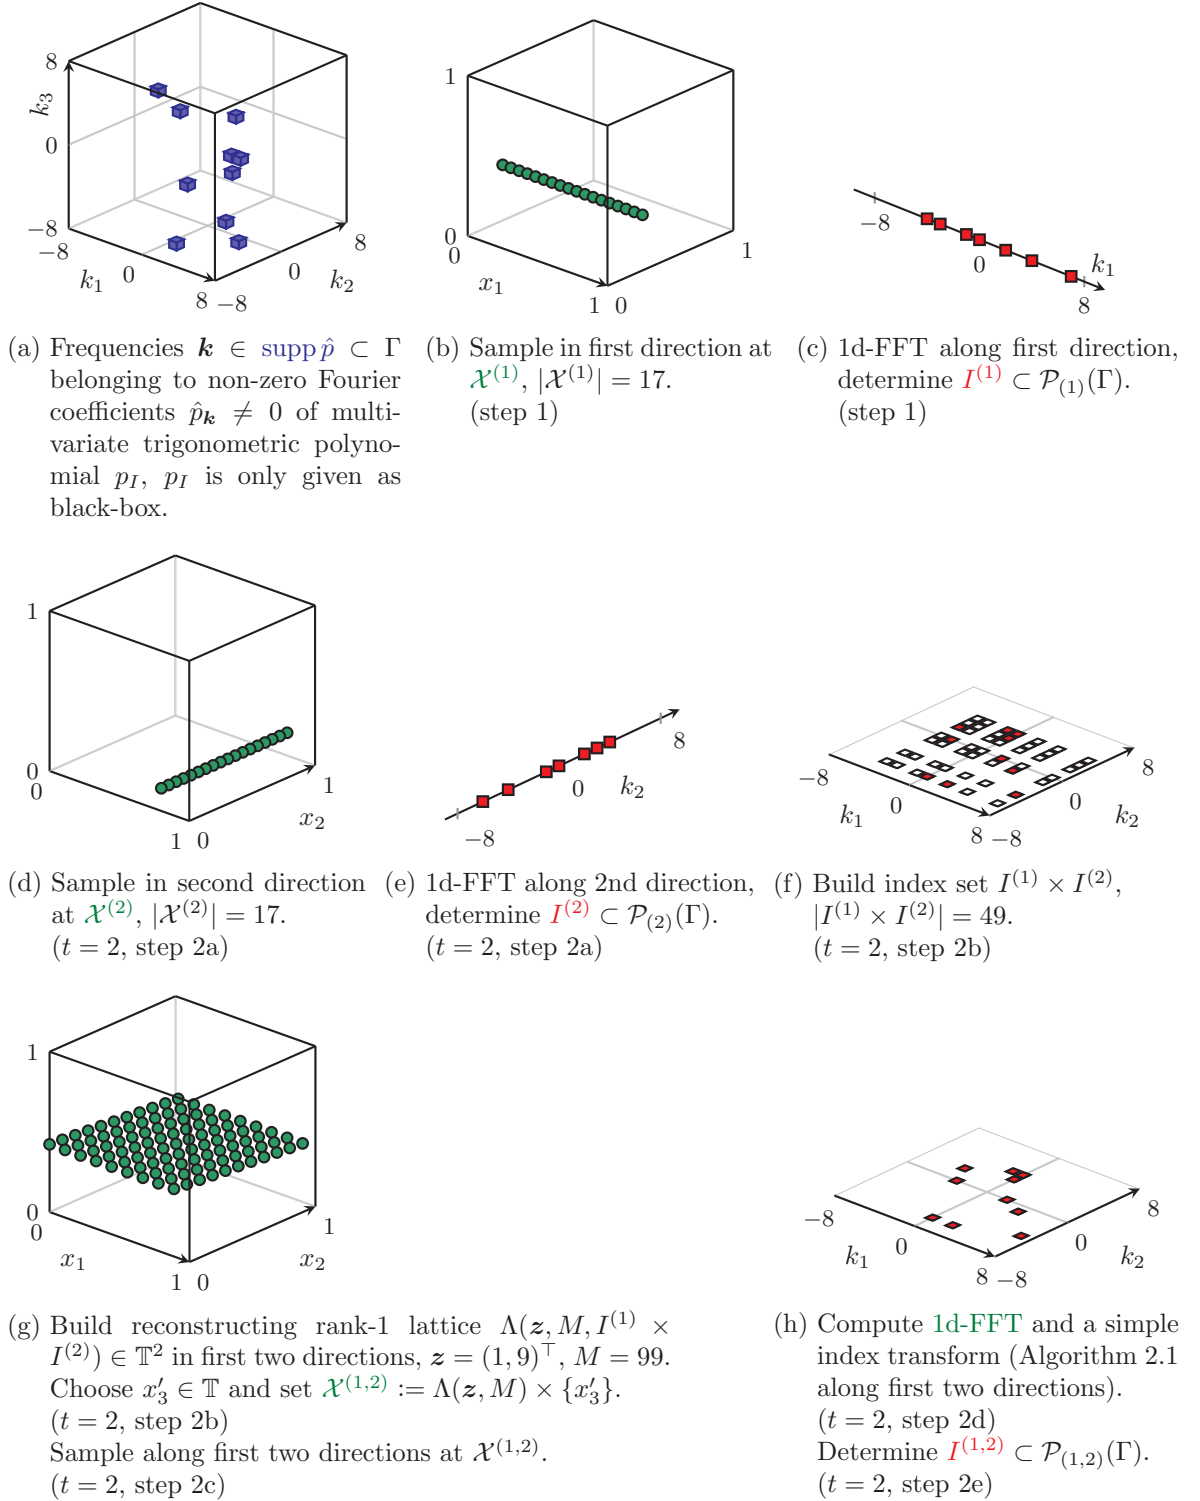 8
0
−8
k₃
−8
k₁
0
8
−8
0
k₂
8
1
0
0
x₁
1
0
1
−8
0
k₁
8
(a) Frequencies 𝒌 ∈ supp p̂ ⊂ Γ
belonging to non-zero Fourier
coefficients p̂𝒌 ≠ 0 of multi-
variate trigonometric polyno-
mial p_I, p_I is only given as
black-box.
(b) Sample in first direction at
𝒳⁽¹⁾, |𝒳⁽¹⁾| = 17.
(step 1)
(c) 1d-FFT along first direction,
determine I⁽¹⁾ ⊂ 𝒫₍₁₎(Γ).
(step 1)
1
0
0
1
0
x₂
1
−8
0
k₂
8
−8
k₁
0
8
−8
0
k₂
8
(d) Sample in second direction
at 𝒳⁽²⁾, |𝒳⁽²⁾| = 17.
(t = 2, step 2a)
(e) 1d-FFT along 2nd direction,
determine I⁽²⁾ ⊂ 𝒫₍₂₎(Γ).
(t = 2, step 2a)
(f) Build index set I⁽¹⁾ × I⁽²⁾,
|I⁽¹⁾ × I⁽²⁾| = 49.
(t = 2, step 2b)
1
0
0
x₁
1
0
x₂
1
−8
k₁
0
8
−8
0
k₂
8
(g) Build reconstructing rank-1 lattice Λ(𝒛, M, I⁽¹⁾ ×
I⁽²⁾) ∈ 𝕋² in first two directions, 𝒛 = (1, 9)⊤, M = 99.
Choose x′₃ ∈ 𝕋 and set 𝒳⁽¹,²⁾ := Λ(𝒛, M) × {x′₃}.
(t = 2, step 2b)
Sample along first two directions at 𝒳⁽¹,²⁾.
(t = 2, step 2c)
(h) Compute 1d-FFT and a simple
index transform (Algorithm 2.1
along first two directions).
(t = 2, step 2d)
Determine I⁽¹,²⁾ ⊂ 𝒫₍₁,₂₎(Γ).
(t = 2, step 2e)